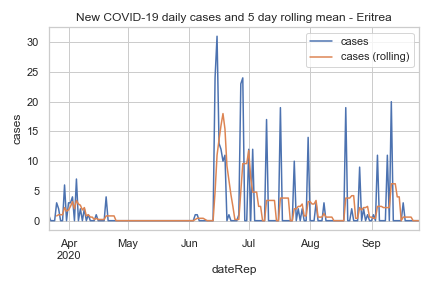 New COVID-19 daily cases and 5 day rolling mean - Eritrea
cases
cases (rolling)
cases
30
25
20
15
10
5
0
Apr May Jun Jul Aug Sep
2020
dateRep